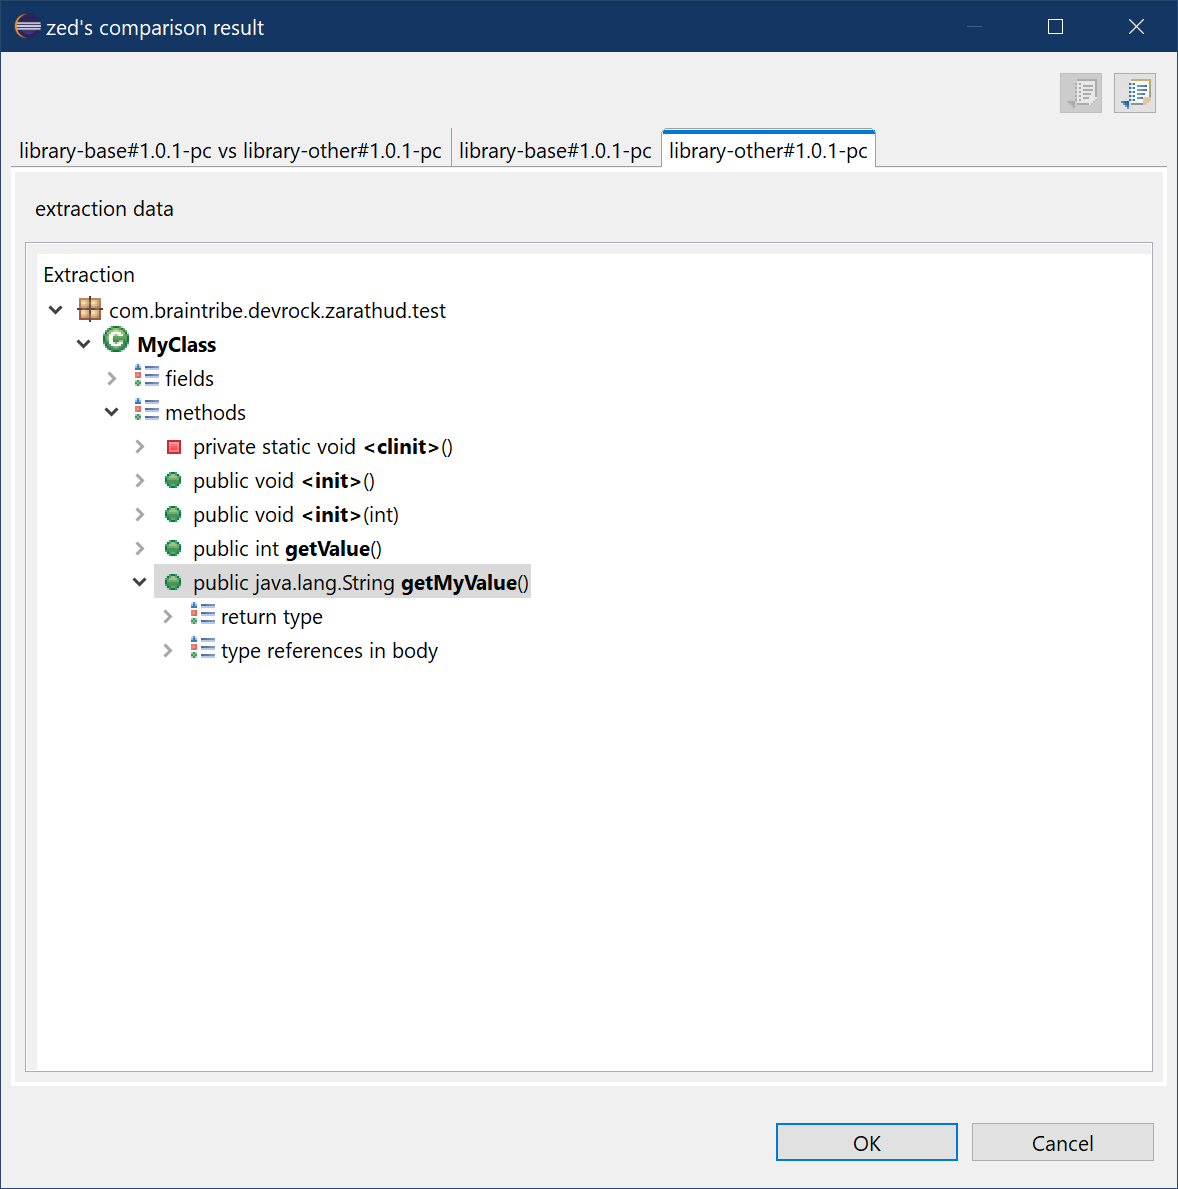 zed's comparison result
library-base#1.0.1-pc vs library-other#1.0.1-pc library-base#1.0.1-pc library-other#1.0.1-pc
extraction data
Extraction
com.braintribe.devrock.zarathud.test
MyClass
fields
methods
private static void <clinit>()
public void <init>()
public void <init>(int)
public int getValue()
public java.lang.String getMyValue()
return type
type references in body
OK Cancel